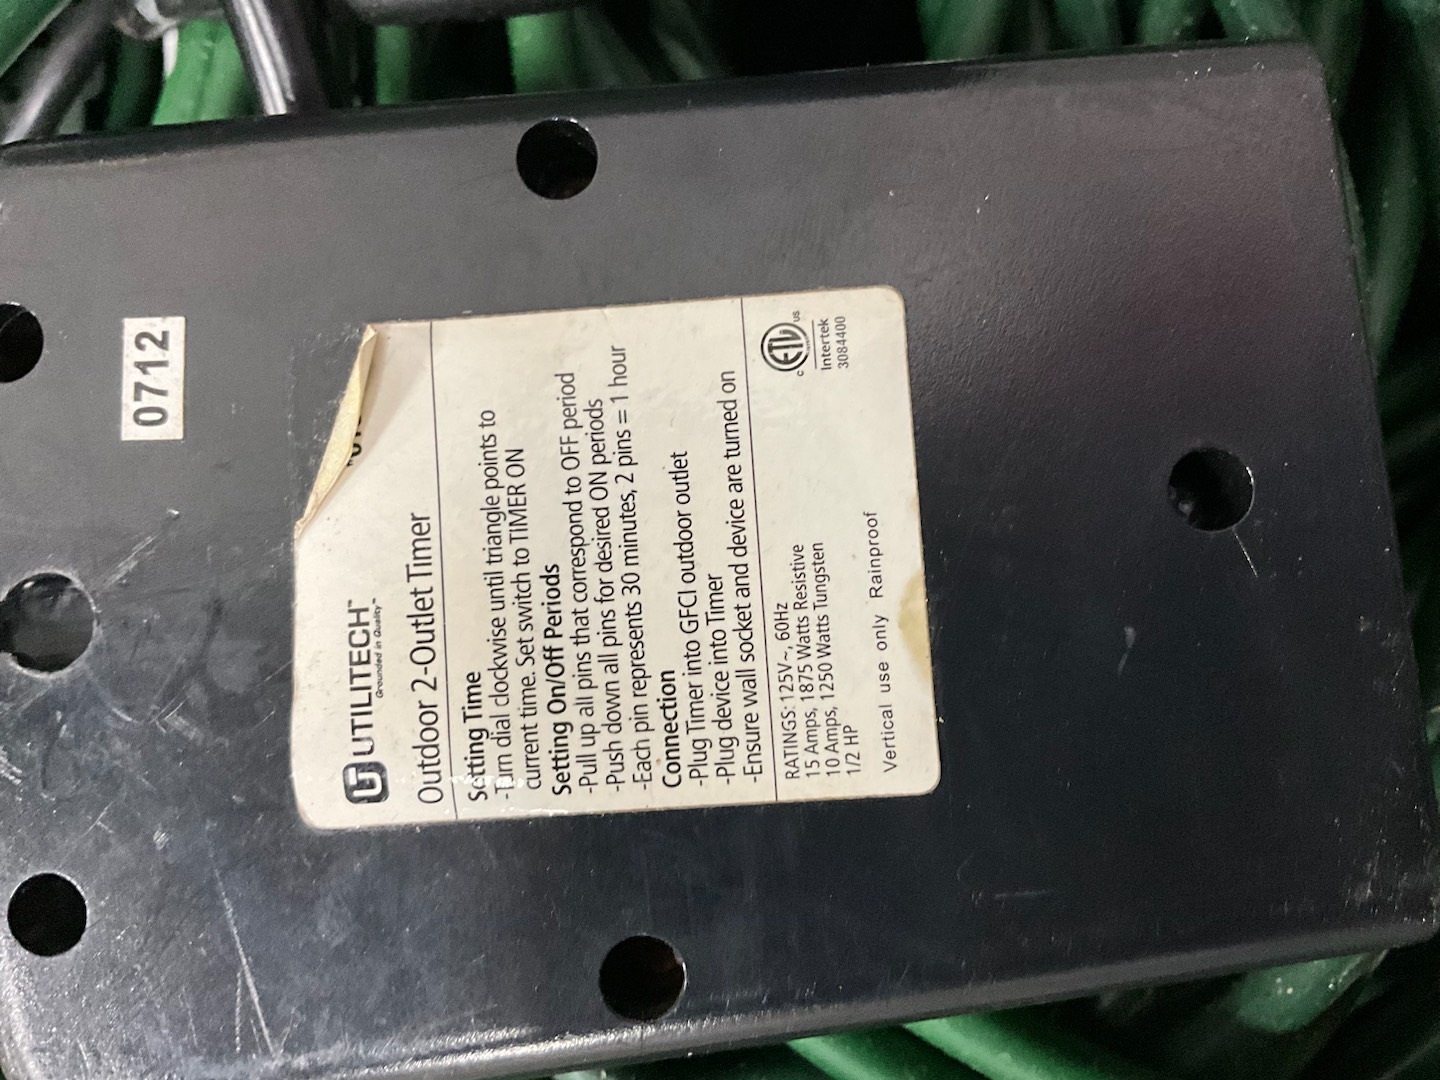 0712
UTILITECH™
Grounded in Quality™
Outdoor 2-Outlet Timer
Setting Time
-Turn dial clockwise until triangle points to
current time. Set switch to TIMER ON
Setting On/Off Periods
-Pull up all pins that correspond to OFF period
-Push down all pins for desired ON periods
-Each pin represents 30 minutes, 2 pins = 1 hour
Connection
-Plug Timer into GFCI outdoor outlet
-Plug device into Timer
-Ensure wall socket and device are turned on
RATINGS: 125V~, 60Hz
15 Amps, 1875 Watts Resistive
10 Amps, 1250 Watts Tungsten
1/2 HP
Vertical use only Rainproof
C ETL US
Intertek
3084400